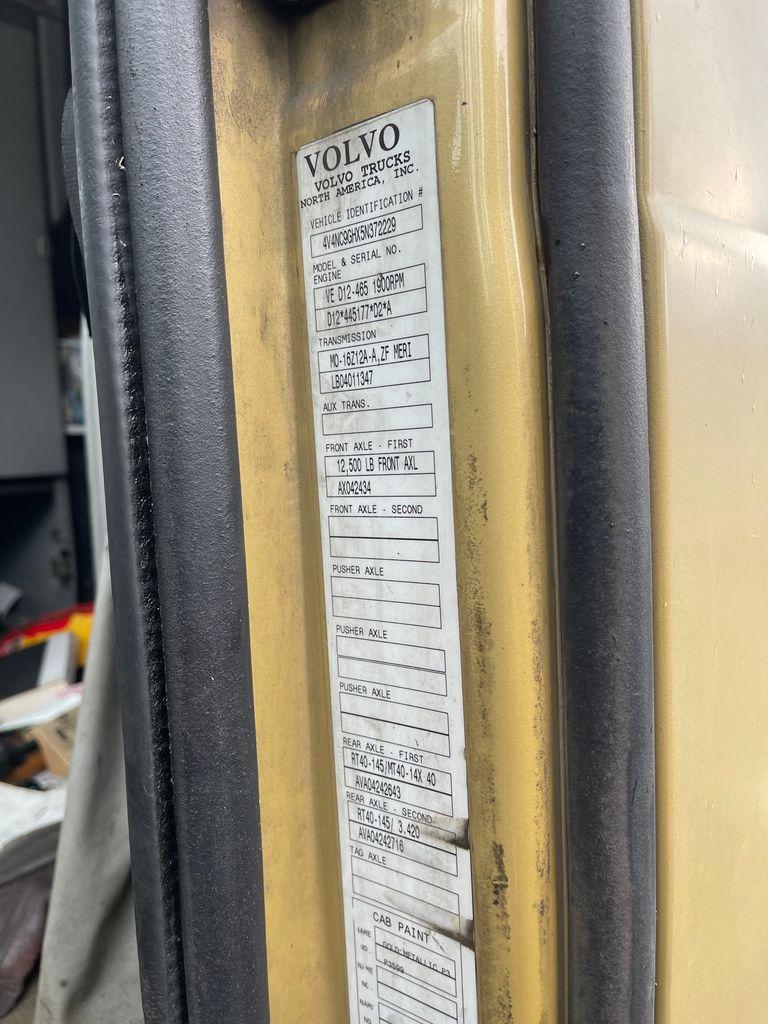 VOLVO
VOLVO TRUCKS
NORTH AMERICA, INC.
VEHICLE IDENTIFICATION #
4V4NC9GHX5N372229
MODEL & SERIAL NO.
ENGINE
VE D12-465 1900RPM
D12*445177*D2*A
TRANSMISSION
MO-16Z12A-A,ZF MERI
LB04011347
AUX TRANS.
FRONT AXLE - FIRST
12,500 LB FRONT AXL
AX042434
FRONT AXLE - SECOND
PUSHER AXLE
PUSHER AXLE
PUSHER AXLE
REAR AXLE - FIRST
RT40-145/MT40-14X 40
AVA04242643
REAR AXLE - SECOND
RT40-145/ 3.420
AVA04242716
TAG AXLE
CAB PAINT
GOLD-METALLIC P3
P3599